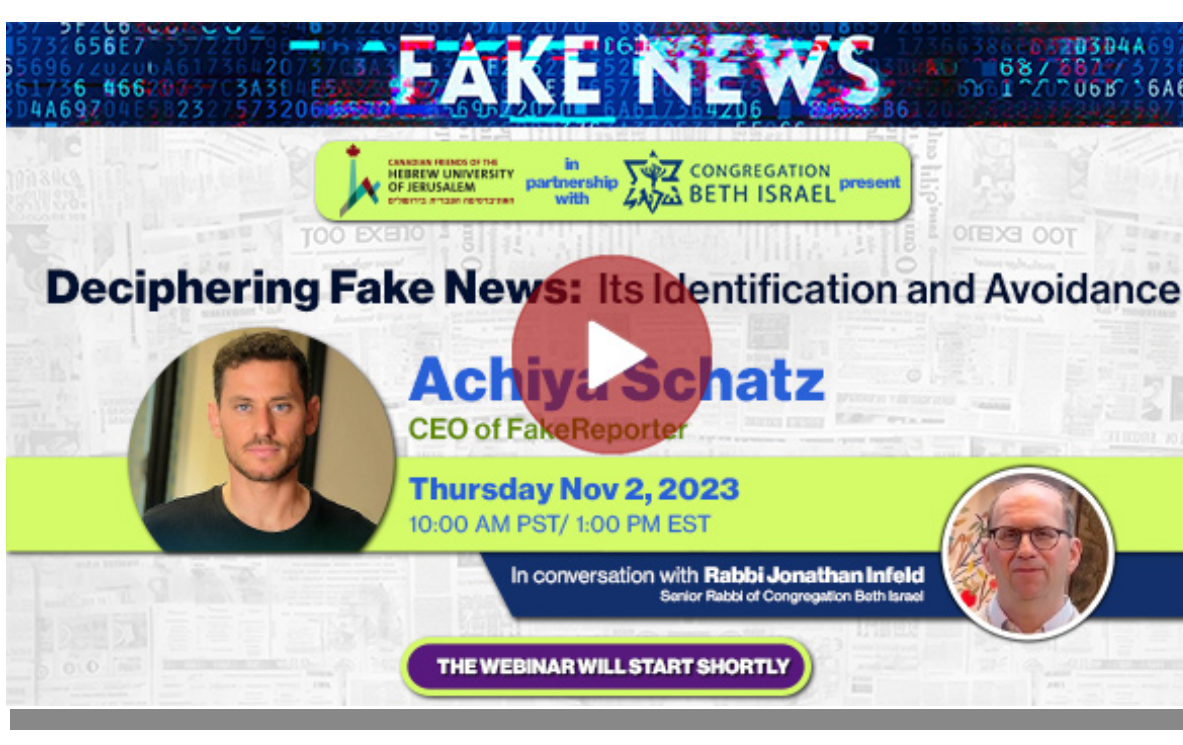 FAKE NEWS
CANADIAN FRIENDS OF THE
HEBREW UNIVERSITY
OF JERUSALEM
האוניברסיטה העברית בירושלים
in
partnership
with
CONGREGATION
BETH ISRAEL
present
Deciphering Fake News: Its Identification and Avoidance
Achiya Schatz
CEO of FakeReporter
Thursday Nov 2, 2023
10:00 AM PST/ 1:00 PM EST
In conversation with Rabbi Jonathan Infeld
Senior Rabbi of Congregation Beth Israel
THE WEBINAR WILL START SHORTLY